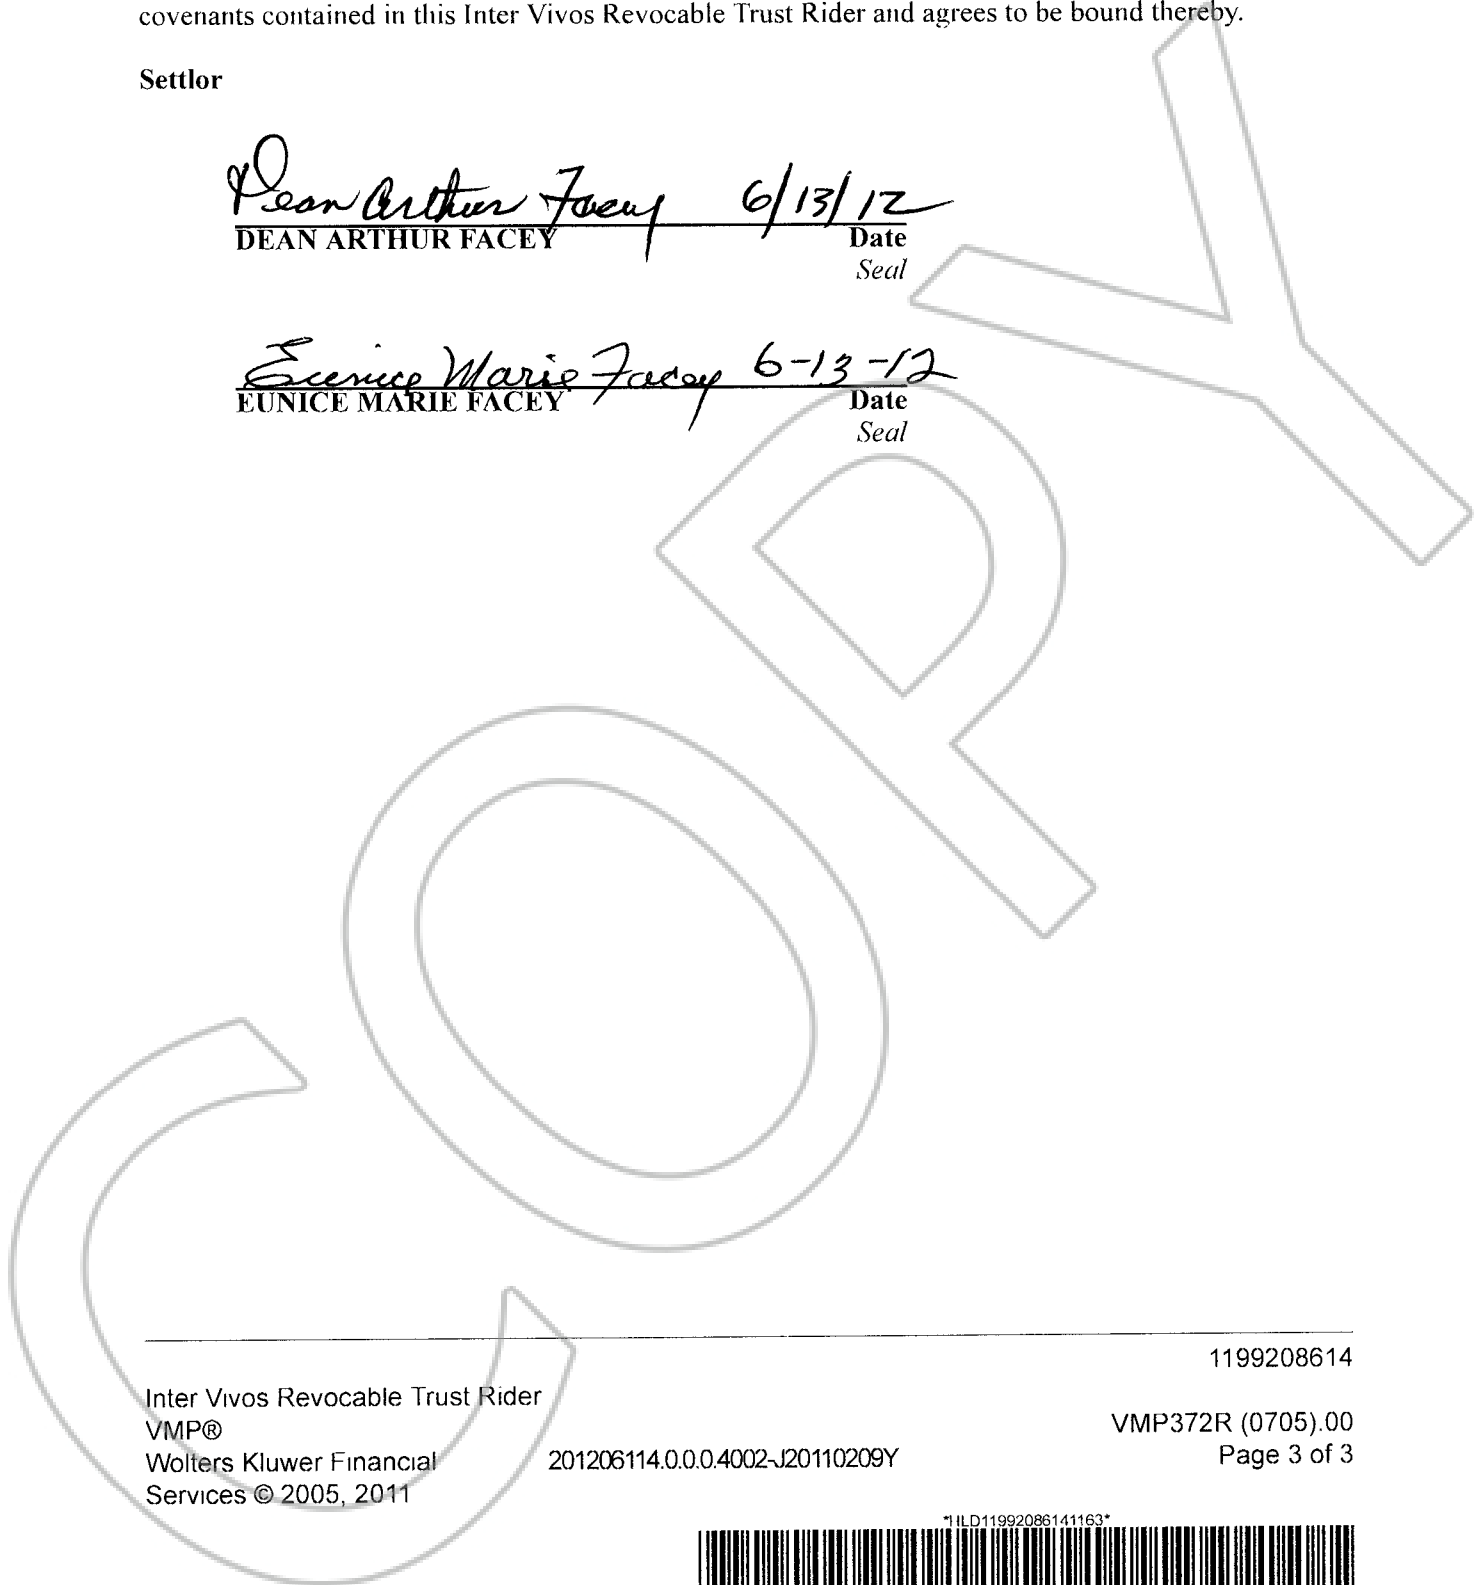 covenants contained in this Inter Vivos Revocable Trust Rider and agrees to be bound thereby.
Settlor
Dean Arthur Facey 6/13/12
DEAN ARTHUR FACEY Date
Seal
Eunice Marie Facey 6-13-12
EUNICE MARIE FACEY Date
Seal
COPY
1199208614
Inter Vivos Revocable Trust Rider
VMP® VMP372R (0705).00
Wolters Kluwer Financial 201206114.0.0.0.4002-J20110209Y Page 3 of 3
Services © 2005, 2011
*HLD11992086141163*